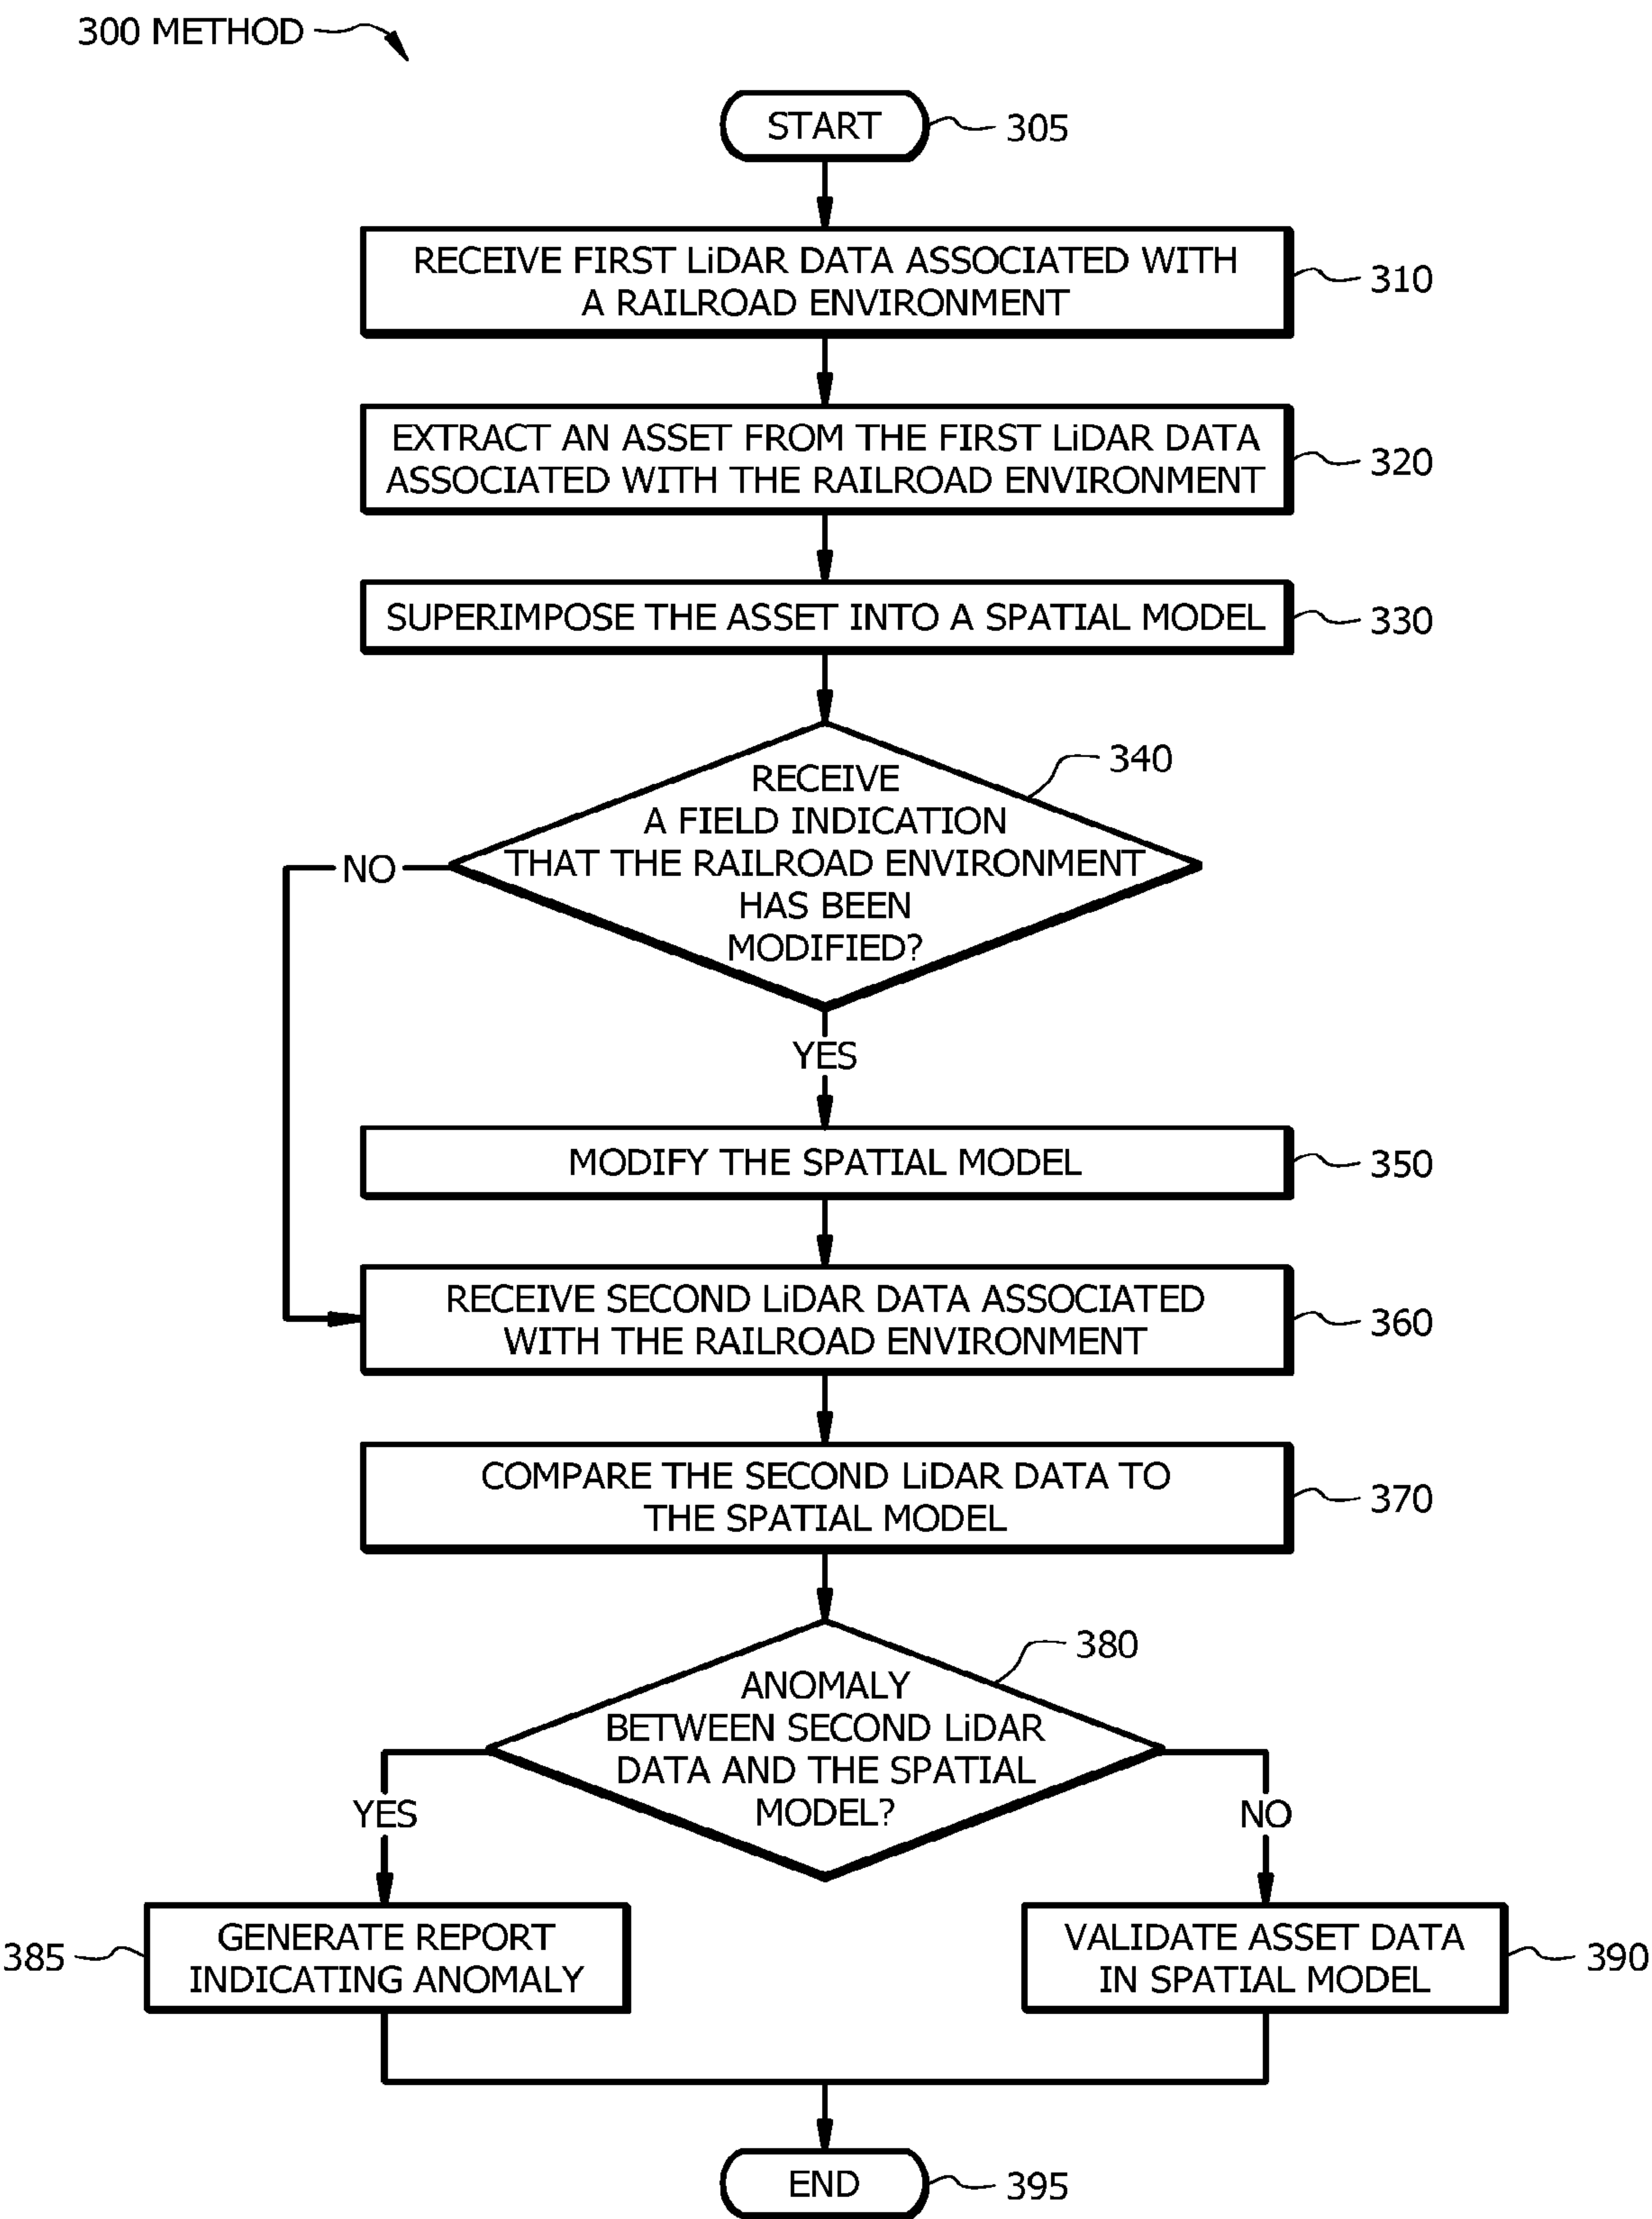 300 METHOD
START
305
RECEIVE FIRST LiDAR DATA ASSOCIATED WITH
A RAILROAD ENVIRONMENT
310
EXTRACT AN ASSET FROM THE FIRST LiDAR DATA
ASSOCIATED WITH THE RAILROAD ENVIRONMENT
320
SUPERIMPOSE THE ASSET INTO A SPATIAL MODEL
330
340
RECEIVE
A FIELD INDICATION
THAT THE RAILROAD ENVIRONMENT
HAS BEEN
MODIFIED?
NO
YES
MODIFY THE SPATIAL MODEL
350
RECEIVE SECOND LiDAR DATA ASSOCIATED
WITH THE RAILROAD ENVIRONMENT
360
COMPARE THE SECOND LiDAR DATA TO
THE SPATIAL MODEL
370
380
ANOMALY
BETWEEN SECOND LiDAR
DATA AND THE SPATIAL
MODEL?
YES
NO
385
GENERATE REPORT
INDICATING ANOMALY
VALIDATE ASSET DATA
IN SPATIAL MODEL
390
END
395